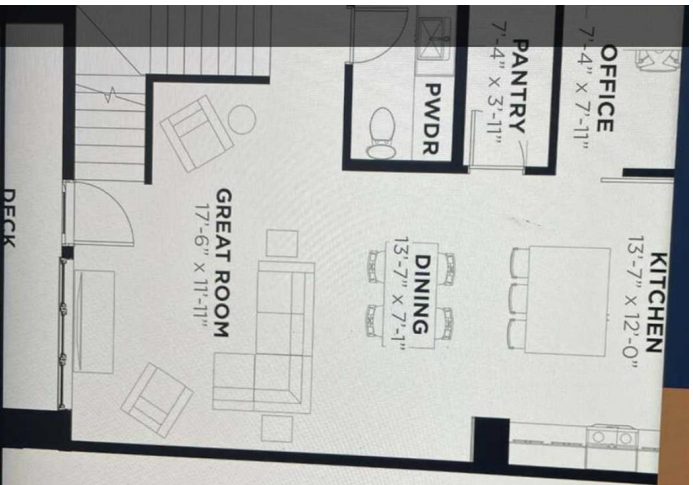 OFFICE
7'-4" x 7'-11"
PANTRY
7'-4" x 3'-11"
PWDR
KITCHEN
13'-7" x 12'-0"
DINING
13'-7" x 7'-1"
GREAT ROOM
17'-6" x 11'-11"
DECK